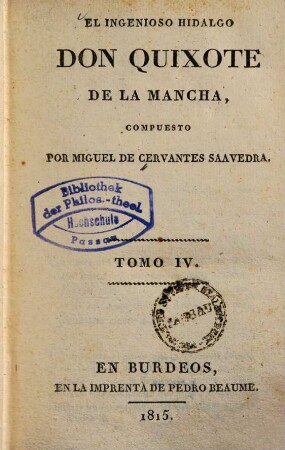 EL INGENIOSO HIDALGO
DON QUIXOTE
DE LA MANCHA,
COMPUESTO
POR MIGUEL DE CERVANTES SAAVEDRA.
Bibliothek
der Philos.-theol.
Hochschule
Passau
TOMO IV.
PASSAU
EN BURDEOS,
EN LA IMPRENTA DE PEDRO BEAUME.
1815.